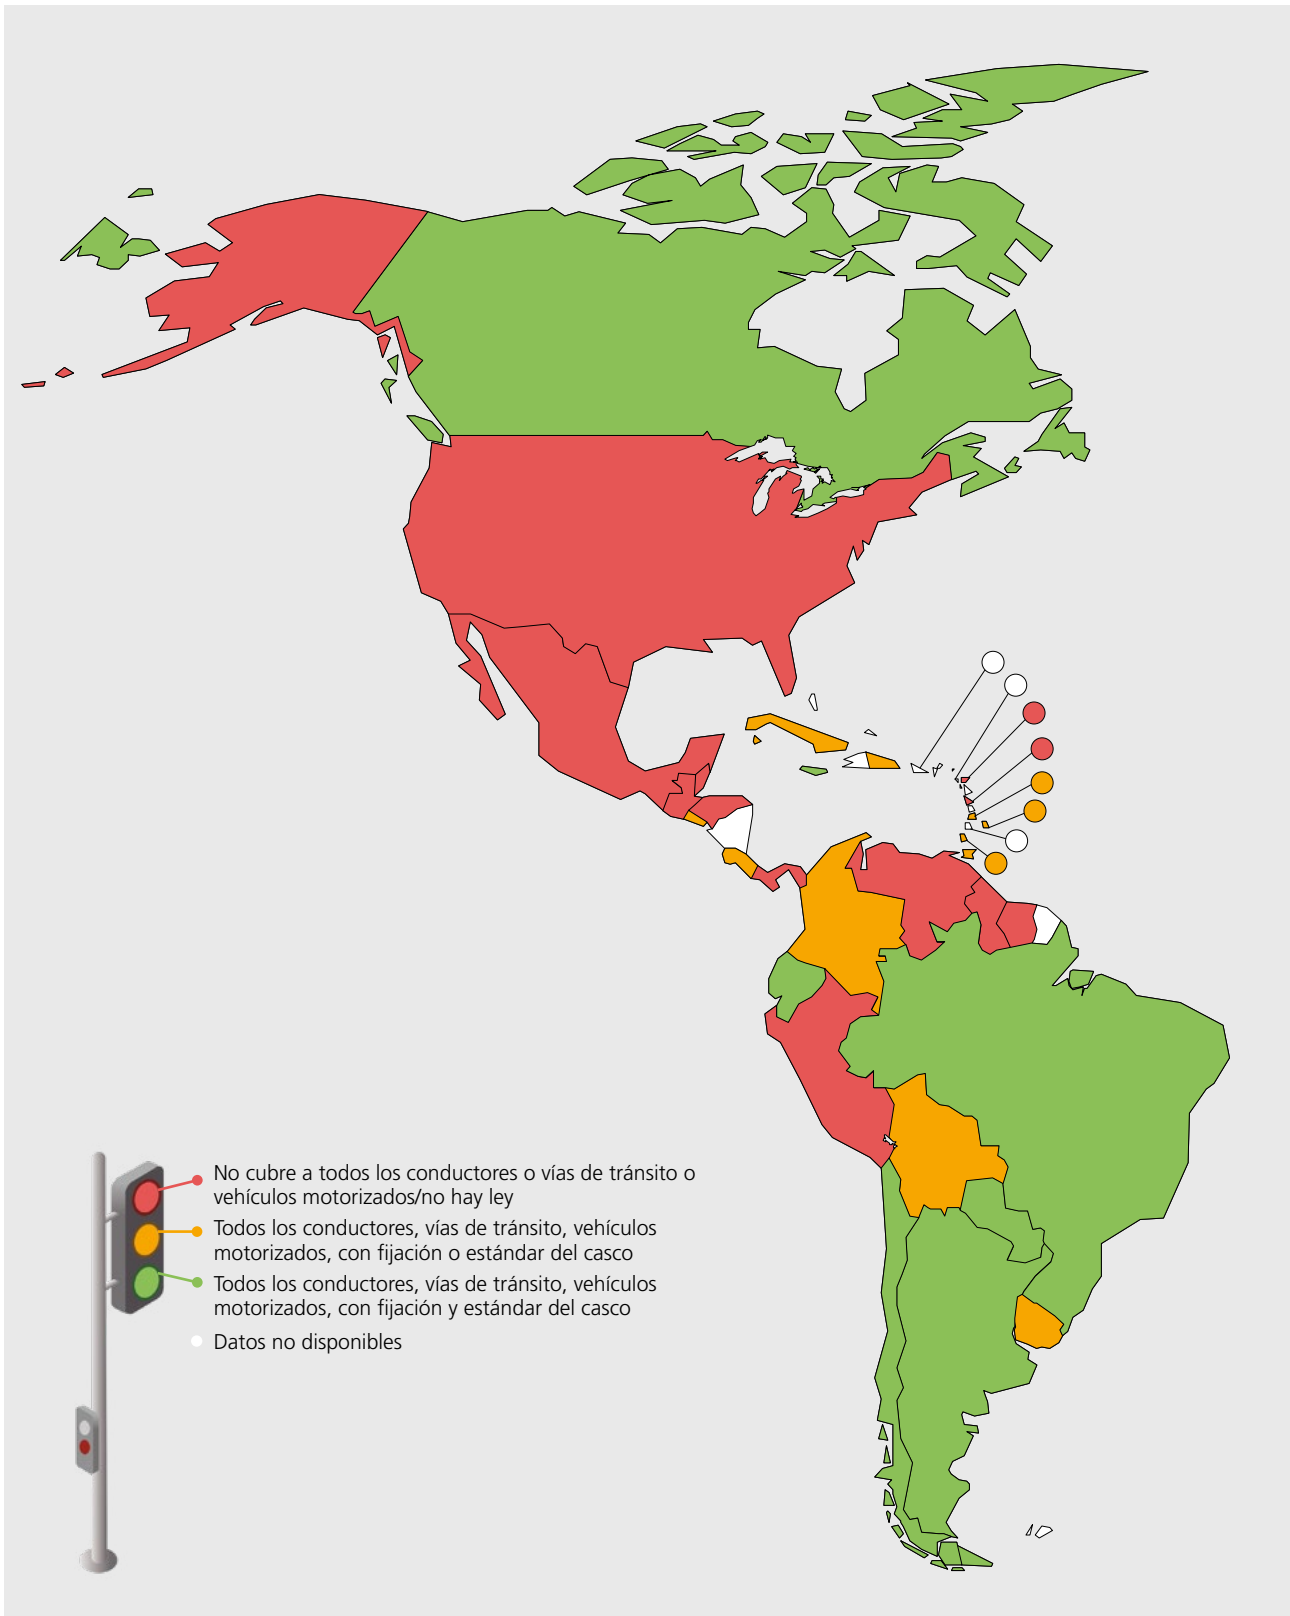 No cubre a todos los conductores o vías de tránsito o
vehículos motorizados/no hay ley
Todos los conductores, vías de tránsito, vehículos
motorizados, con fijación o estándar del casco
Todos los conductores, vías de tránsito, vehículos
motorizados, con fijación y estándar del casco
Datos no disponibles